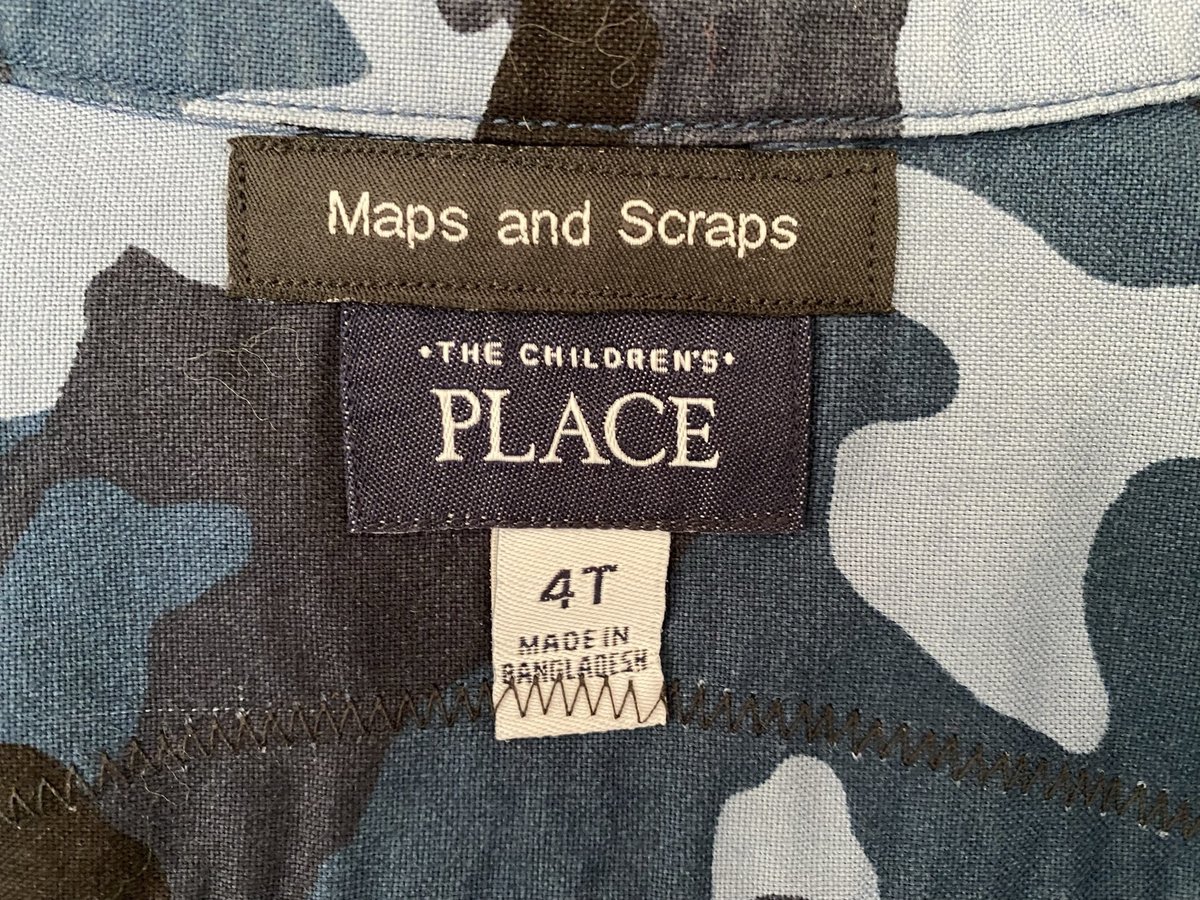 Maps and Scraps
•THE CHILDREN'S•
PLACE
4T
MADE IN
BANGLADESH